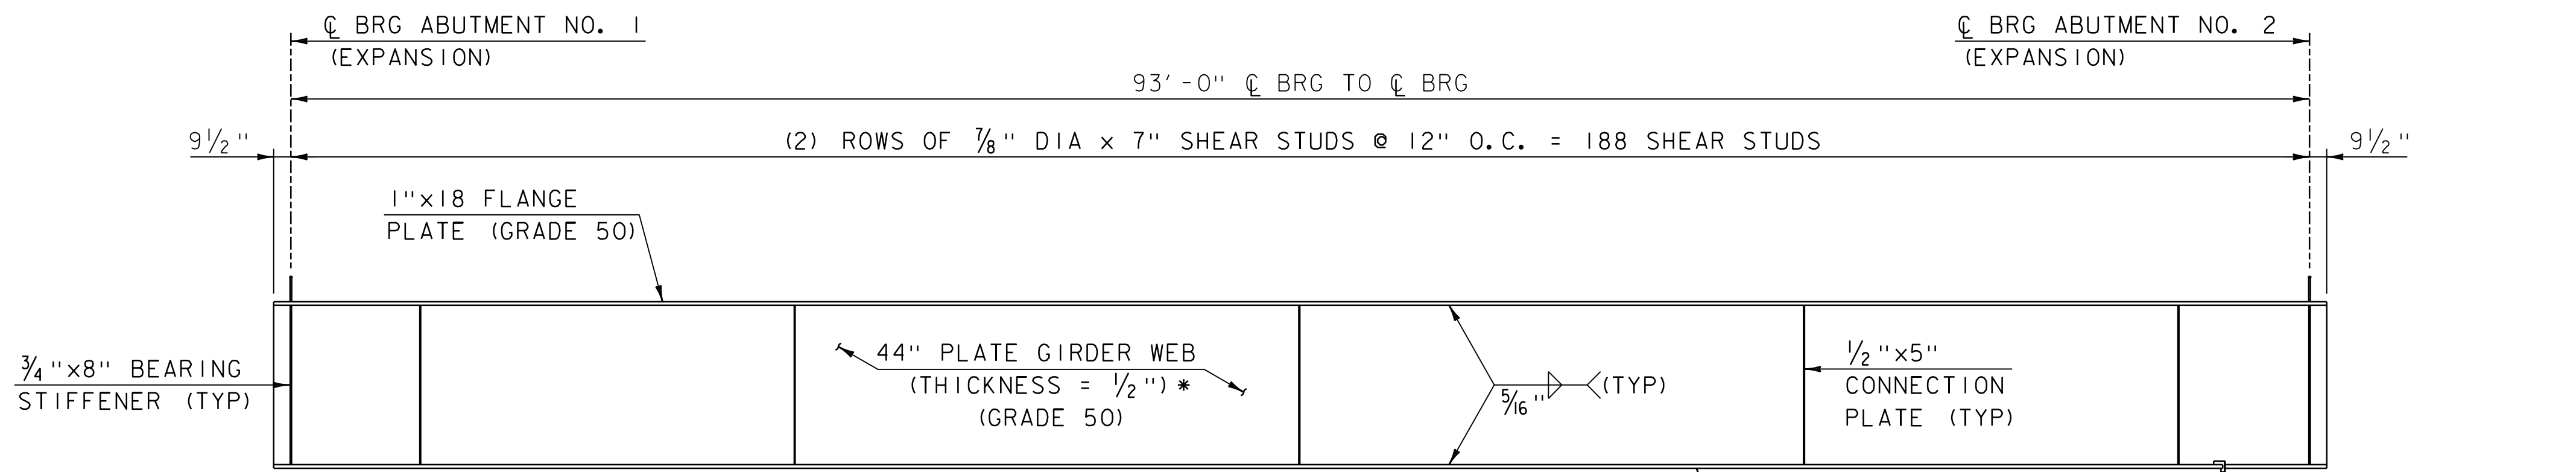 ℄ BRG ABUTMENT NO. 1
(EXPANSION)
℄ BRG ABUTMENT NO. 2
(EXPANSION)
93'-0" ℄ BRG TO ℄ BRG
9½"
(2) ROWS OF ⅞" DIA x 7" SHEAR STUDS @ 12" O.C. = 188 SHEAR STUDS
9½"
1"x18 FLANGE
PLATE (GRADE 50)
¾"x8" BEARING
STIFFENER (TYP)
44" PLATE GIRDER WEB
(THICKNESS = ½") *
(GRADE 50)
5/16"
(TYP)
½"x5"
CONNECTION
PLATE (TYP)